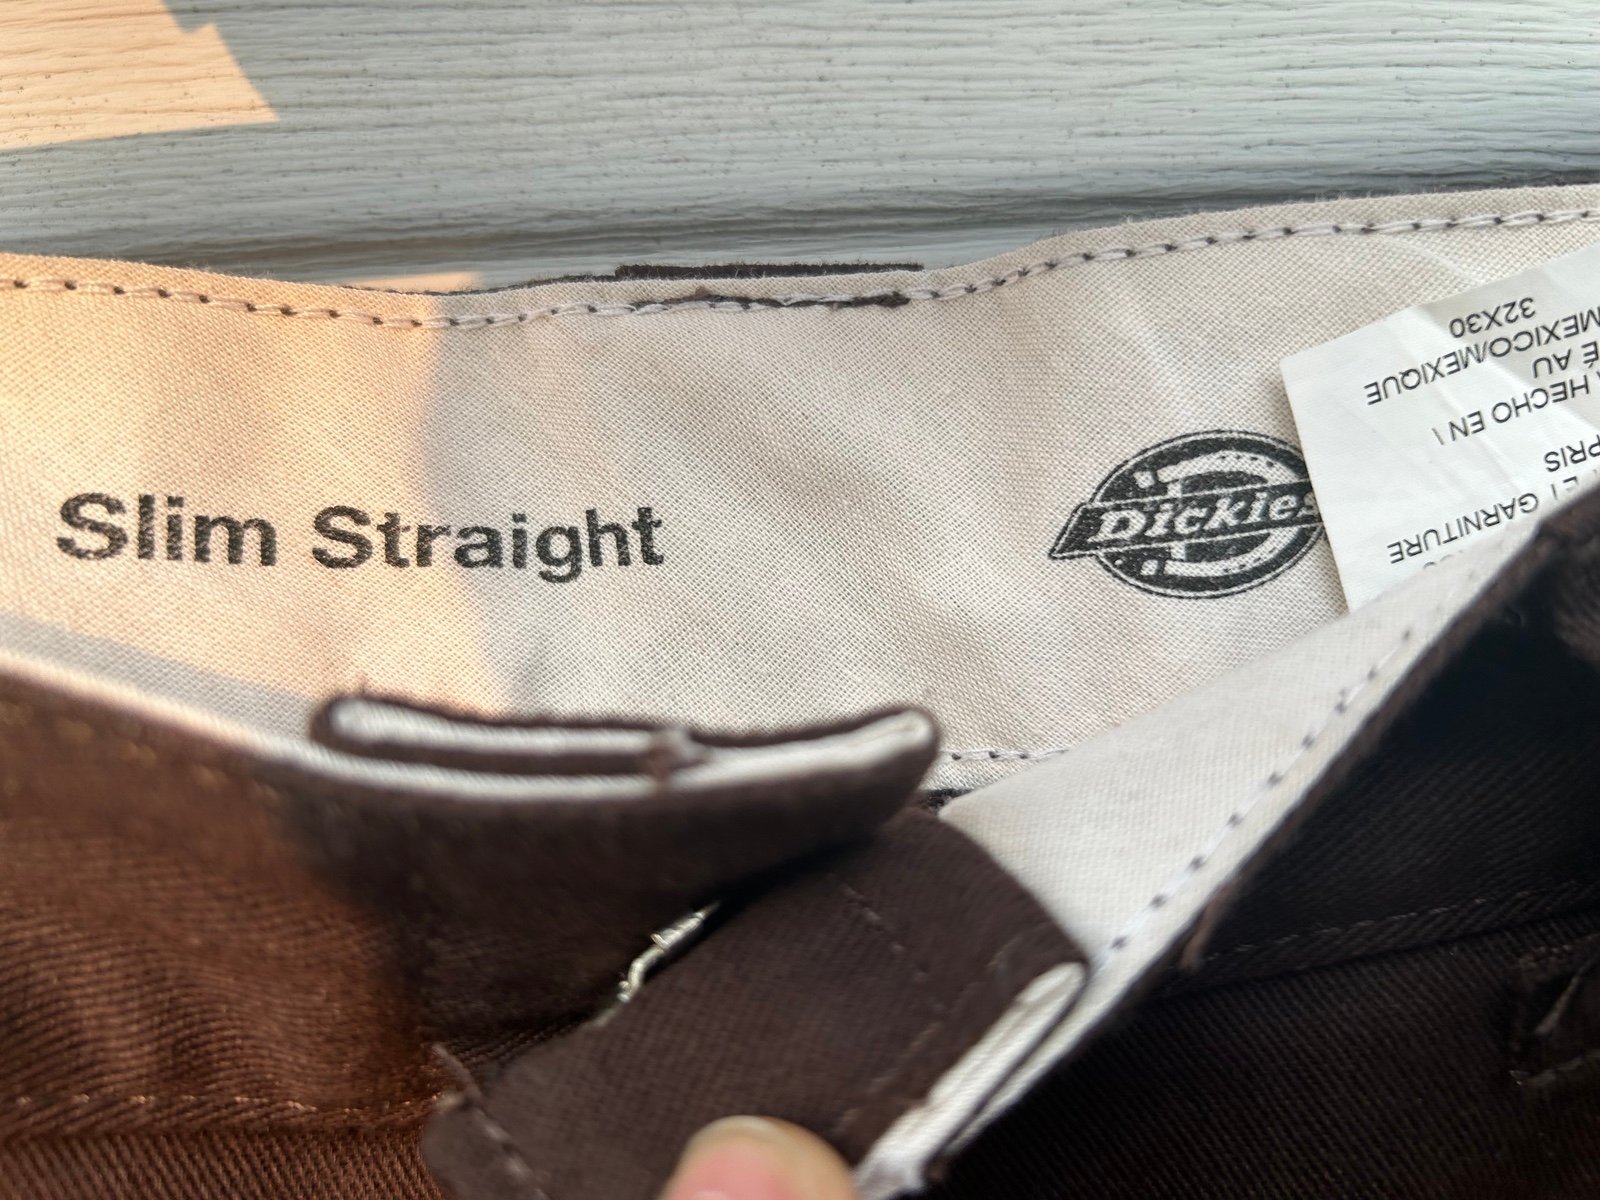 Slim Straight
Dickies
GARNITURE
PRIS
HECHO EN
É AU
MEXICO/MEXIQUE
32X30